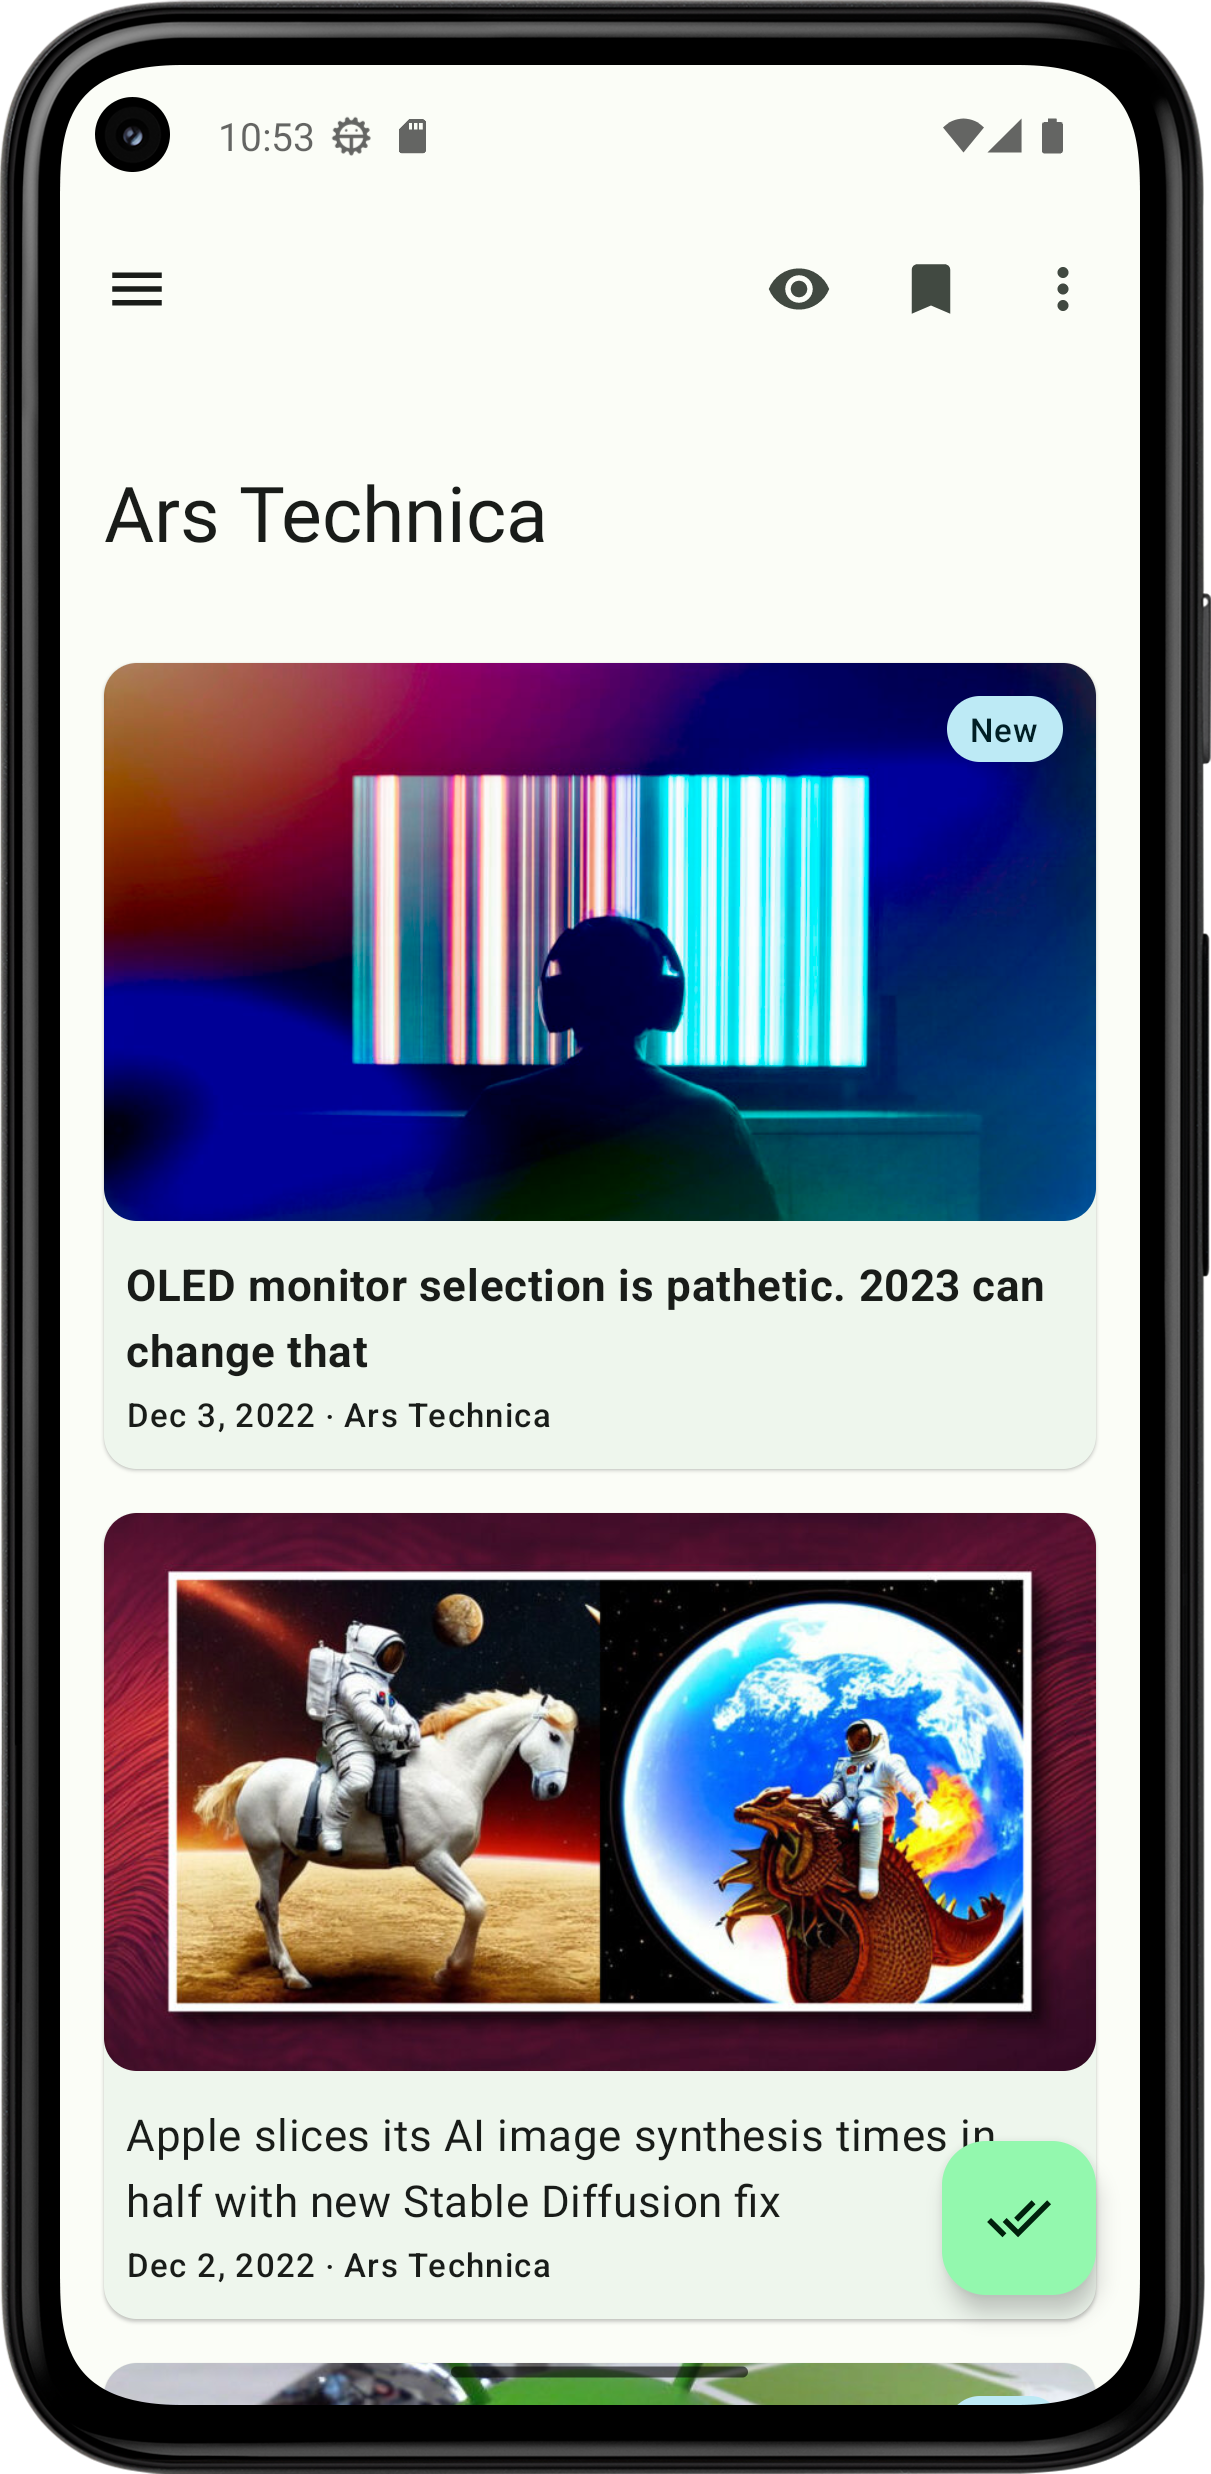 10:53
Ars Technica
New
OLED monitor selection is pathetic. 2023 can
change that
Dec 3, 2022 · Ars Technica
Apple slices its AI image synthesis times in
half with new Stable Diffusion fix
Dec 2, 2022 · Ars Technica